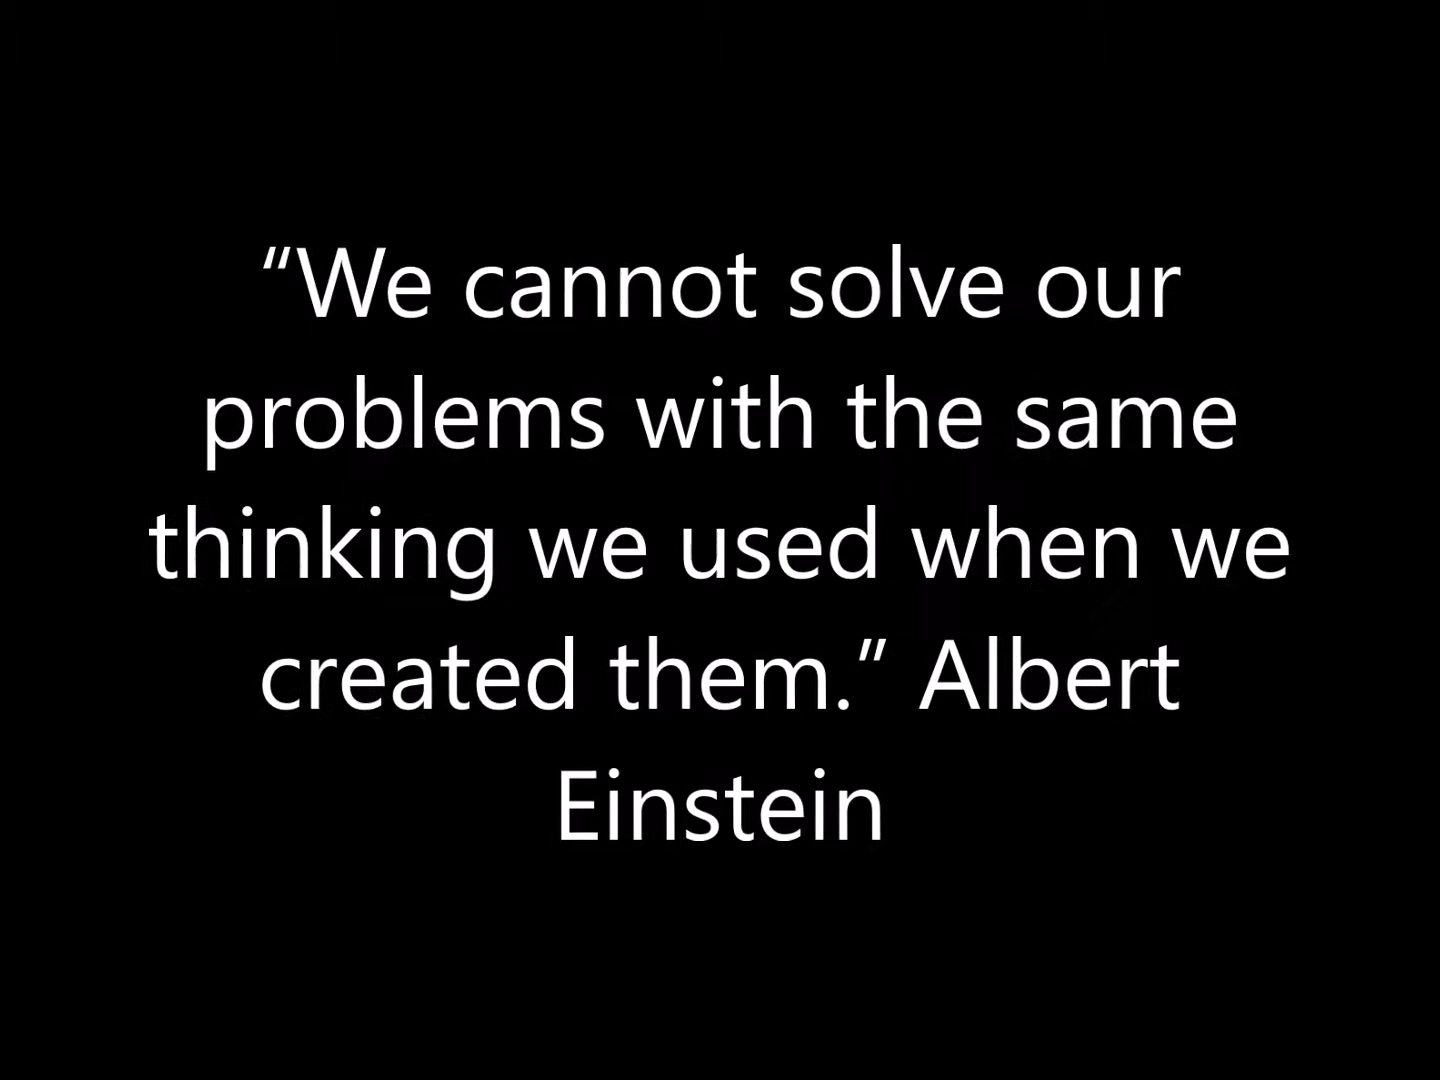 “We cannot solve our
problems with the same
thinking we used when we
created them.” Albert
Einstein